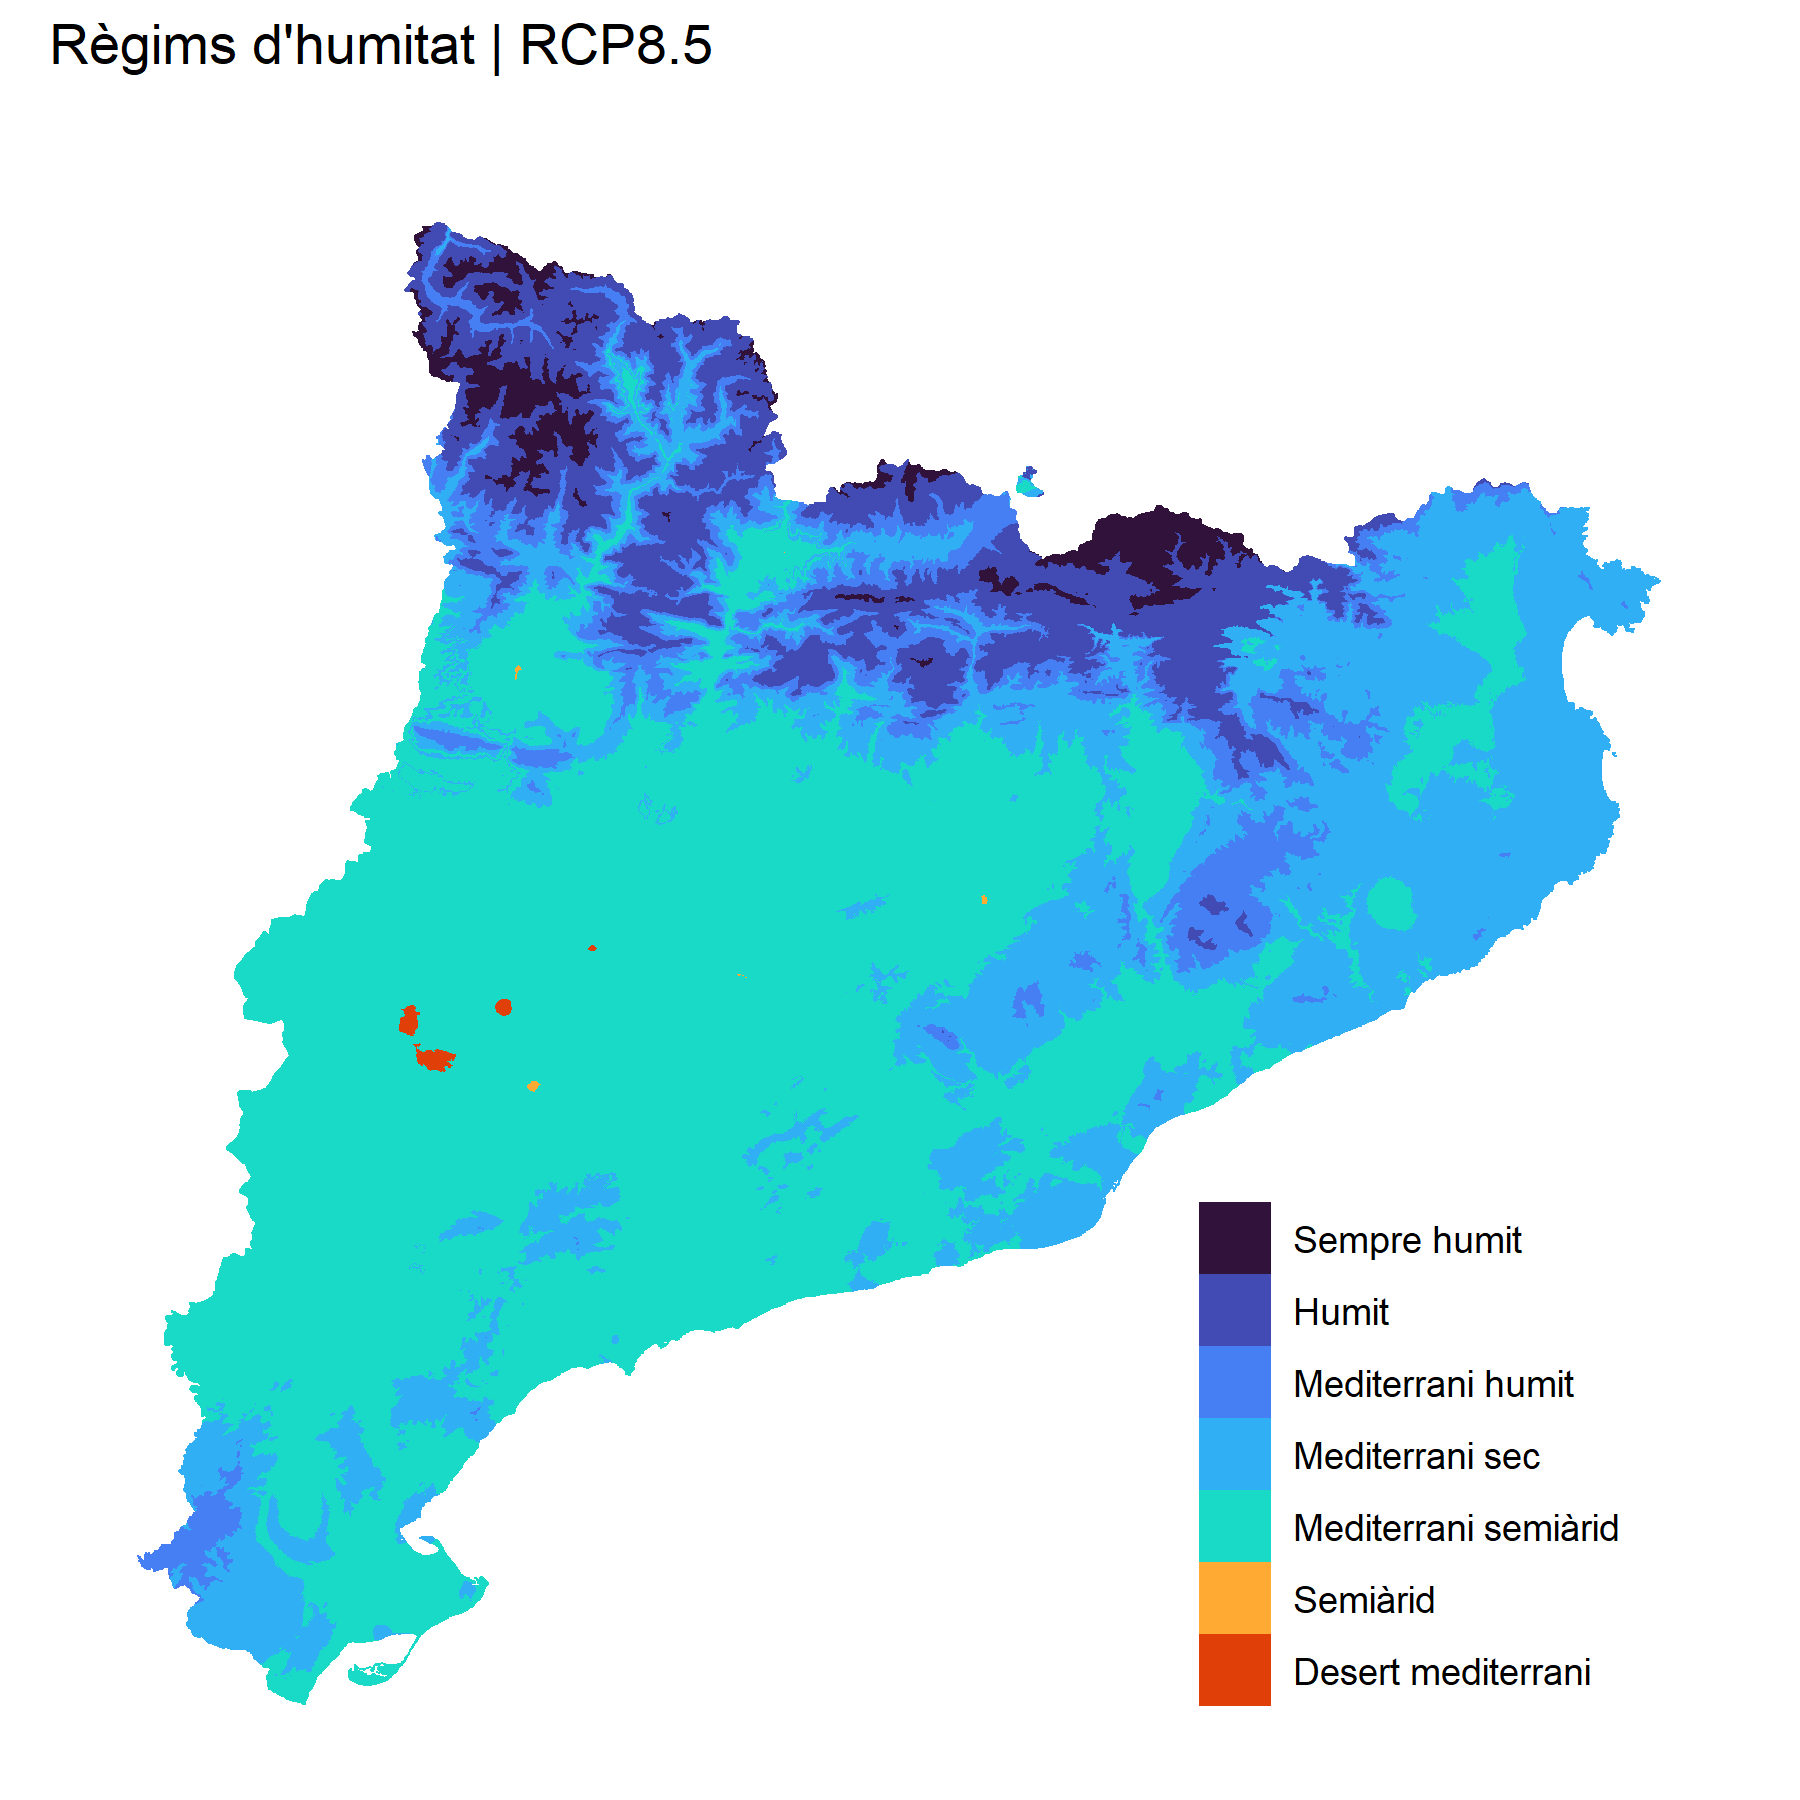 Règims d'humitat | RCP8.5
Sempre humit
Humit
Mediterrani humit
Mediterrani sec
Mediterrani semiàrid
Semiàrid
Desert mediterrani